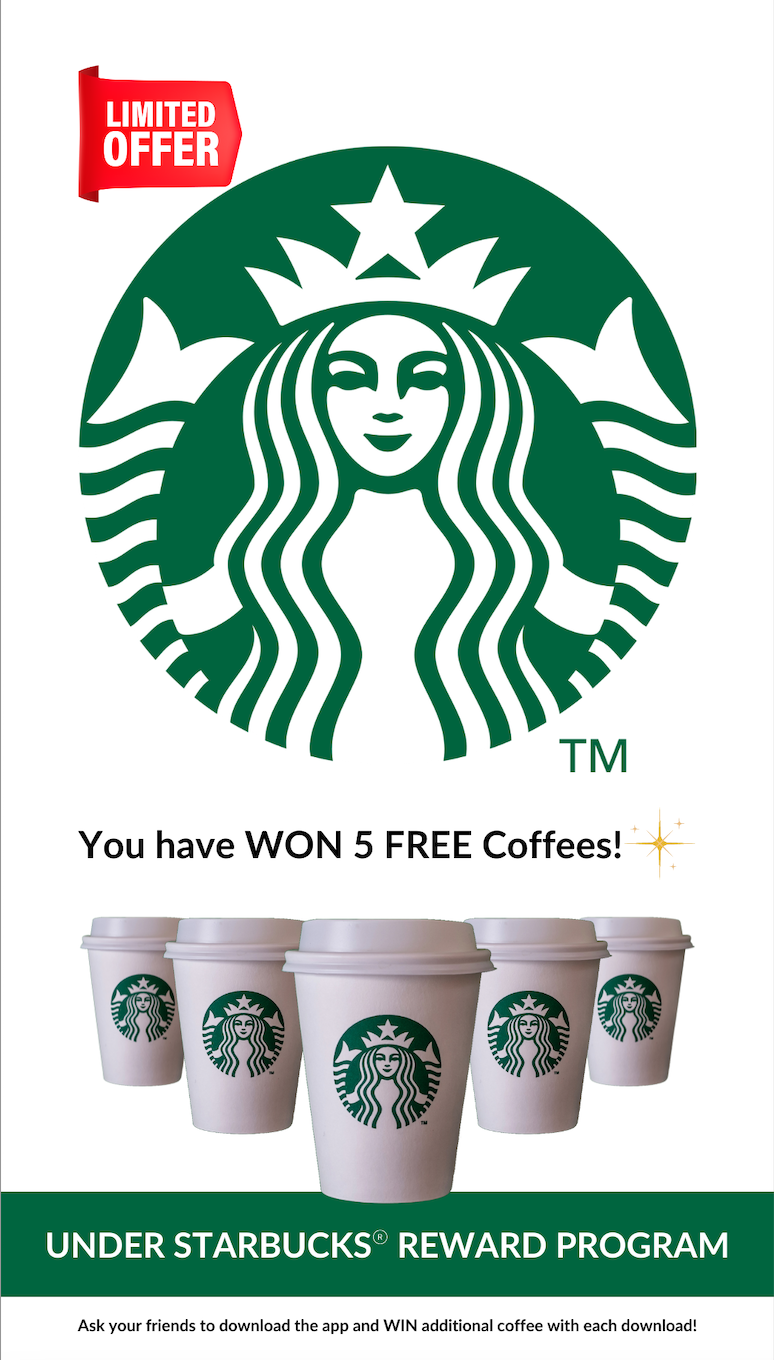 LIMITED
OFFER
TM
You have WON 5 FREE Coffees!
UNDER STARBUCKS® REWARD PROGRAM
Ask your friends to download the app and WIN additional coffee with each download!